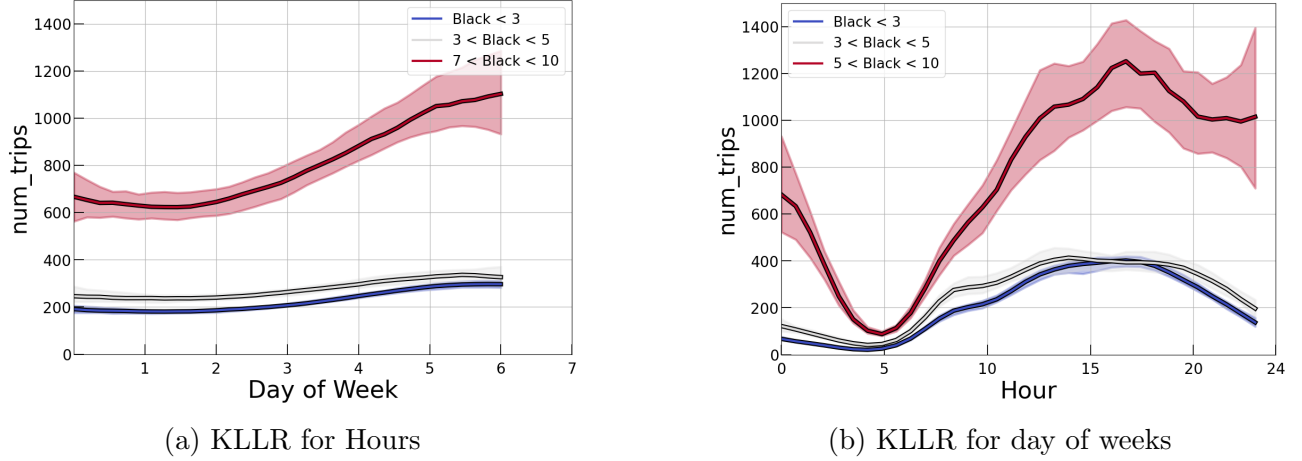 1400
1200
1000
800
600
400
200
0
num_trips
1
2
3
4
5
6
7
Day of Week
Black < 3
3 < Black < 5
7 < Black < 10
(a) KLLR for Hours
1400
1200
1000
800
600
400
200
0
num_trips
0
5
10
15
20
24
Hour
Black < 3
3 < Black < 5
5 < Black < 10
(b) KLLR for day of weeks